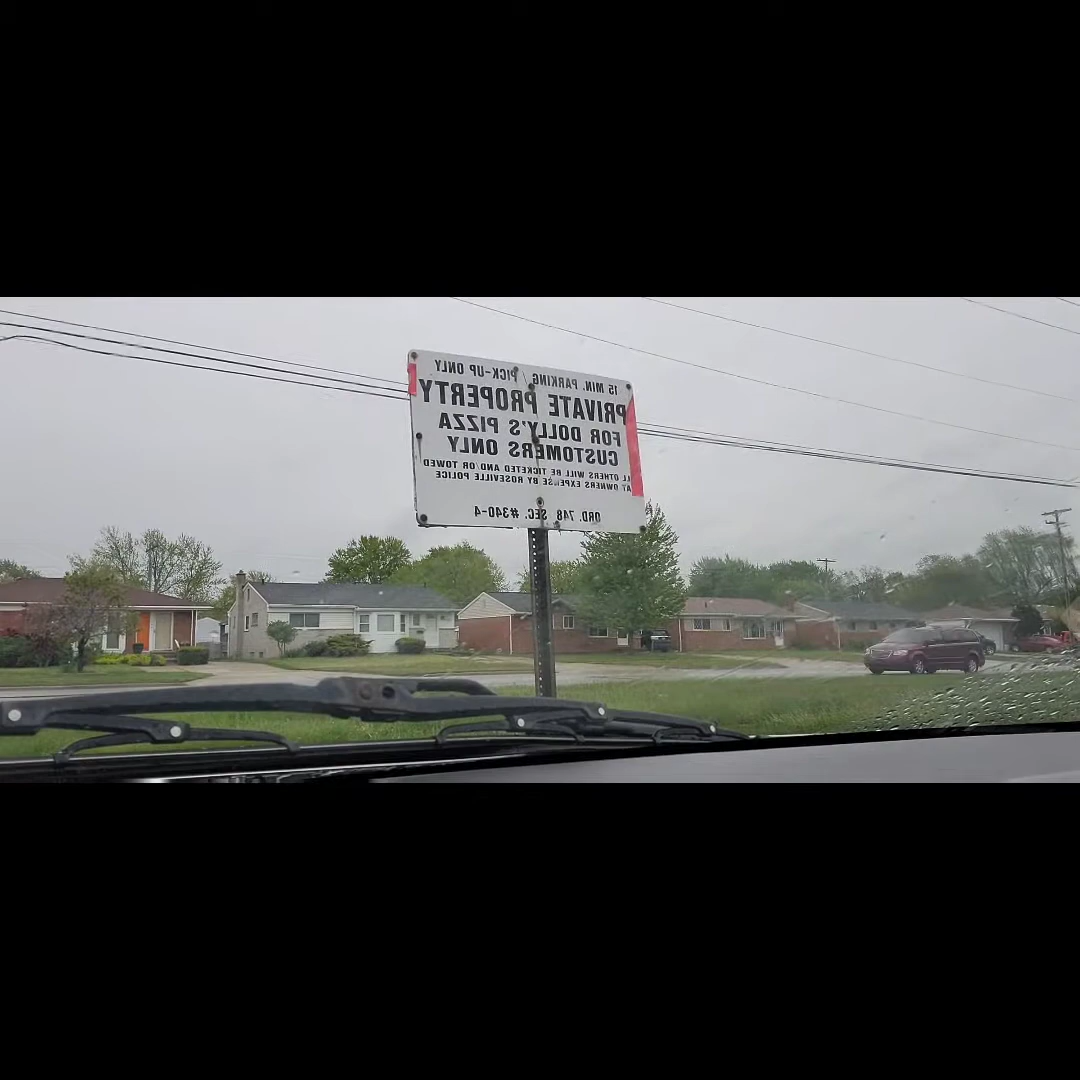 15 MIN. PARKING \ PICK-UP ONLY
PRIVATE PROPERTY
FOR DOLLY'S PIZZA
CUSTOMERS ONLY
LL OTHERS WILL BE TICKETED AND/OR TOWED
AT OWNERS EXPENSE BY ROSEVILLE POLICE
ORD. 748 SEC. #340-4